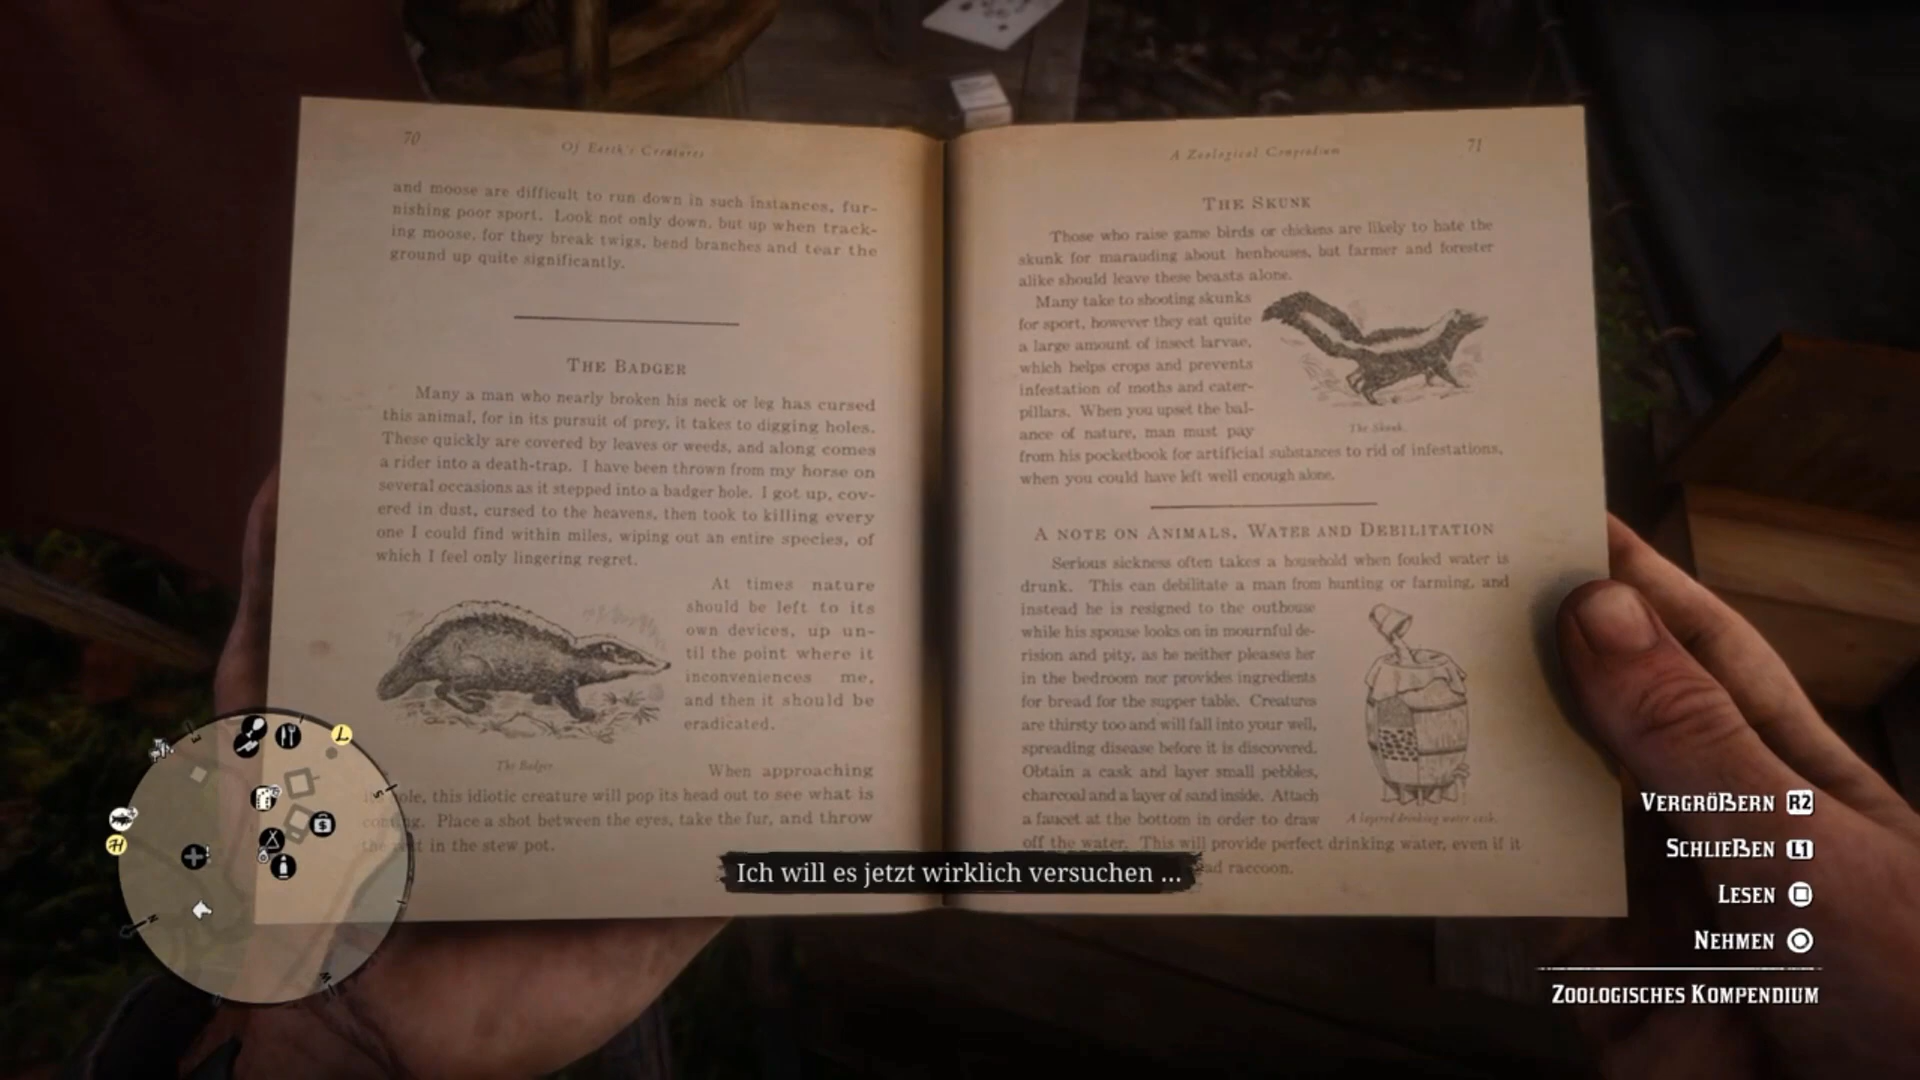 70
Of Earth's Creatures
and moose are difficult to run down in such instances, fur-
nishing poor sport. Look not only down, but up when track-
ing moose, for they break twigs, bend branches and tear the
ground up quite significantly.
THE BADGER
Many a man who nearly broken his neck or leg has cursed
this animal, for in its pursuit of prey, it takes to digging holes.
These quickly are covered by leaves or weeds, and along comes
a rider into a death-trap. I have been thrown from my horse on
several occasions as it stepped into a badger hole. I got up, cov-
ered in dust, cursed to the heavens, then took to killing every
one I could find within miles, wiping out an entire species, of
which I feel only lingering regret.
At times nature
should be left to its
own devices, up un-
til the point where it
inconveniences me,
and then it should be
eradicated.
The Badger.
When approaching
hole, this idiotic creature will pop its head out to see what is
coming. Place a shot between the eyes, take the fur, and throw
the rest in the stew pot.
A Zoological Compendium
71
THE SKUNK
Those who raise game birds or chickens are likely to hate the
skunk for marauding about henhouses, but farmer and forester
alike should leave these beasts alone.
Many take to shooting skunks
for sport, however they eat quite
a large amount of insect larvae,
which helps crops and prevents
infestation of moths and cater-
pillars. When you upset the bal-
ance of nature, man must pay
from his pocketbook for artificial substances to rid of infestations,
when you could have left well enough alone.
The Skunk.
A NOTE ON ANIMALS, WATER AND DEBILITATION
Serious sickness often takes a household when fouled water is
drunk. This can debilitate a man from hunting or farming, and
instead he is resigned to the outhouse
while his spouse looks on in mournful de-
rision and pity, as he neither pleases her
in the bedroom nor provides ingredients
for bread for the supper table. Creatures
are thirsty too and will fall into your well,
spreading disease before it is discovered.
Obtain a cask and layer small pebbles,
charcoal and a layer of sand inside. Attach
a faucet at the bottom in order to draw
A layered drinking water cask.
off the water. This will provide perfect drinking water, even if it
raccoon.
Ich will es jetzt wirklich versuchen ...
VERGRÖẞERN R2
SCHLIEẞEN L1
LESEN
NEHMEN
ZOOLOGISCHES KOMPENDIUM
L
H
E
S
W
N